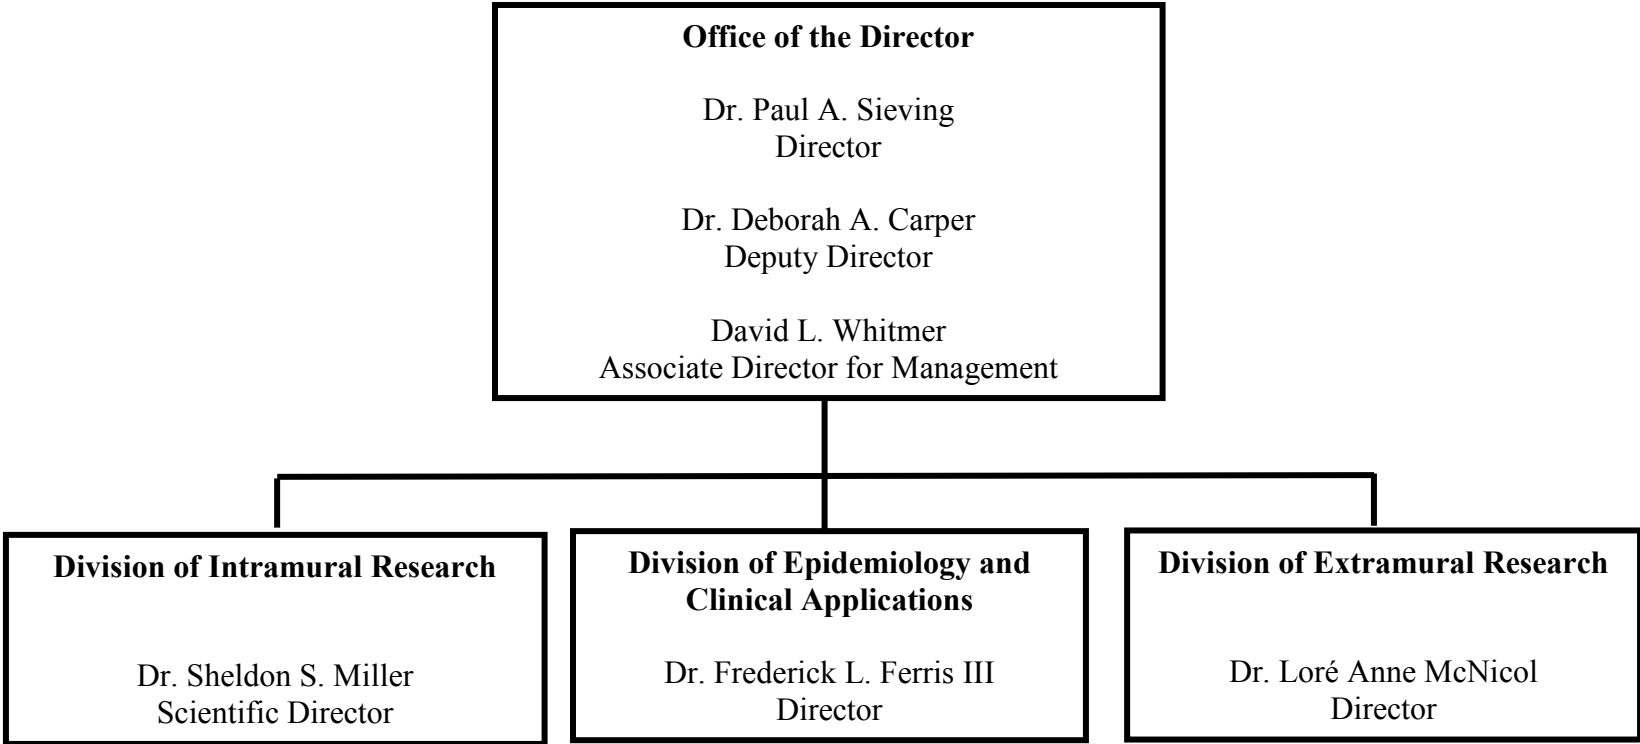 Office of the Director
Dr. Paul A. Sieving
Director
Dr. Deborah A. Carper
Deputy Director
David L. Whitmer
Associate Director for Management
Division of Intramural Research
Dr. Sheldon S. Miller
Scientific Director
Division of Epidemiology and
Clinical Applications
Dr. Frederick L. Ferris III
Director
Division of Extramural Research
Dr. Loré Anne McNicol
Director